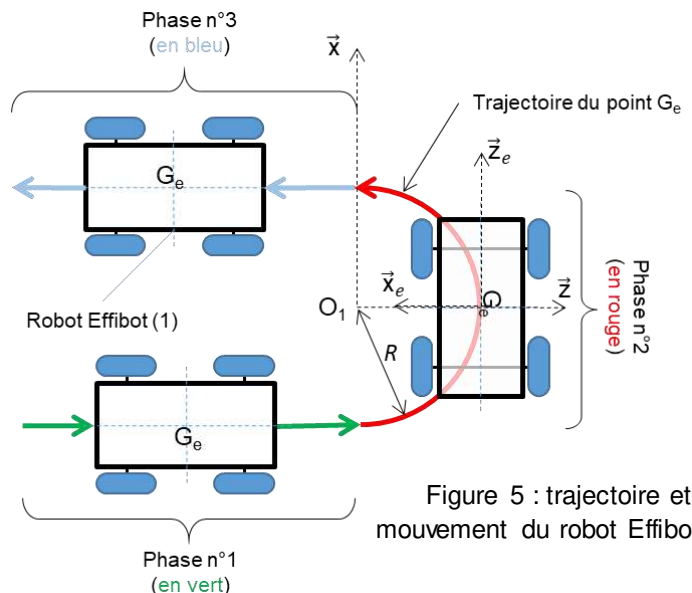 Phase n°3
(en bleu)
x⃗
Trajectoire du point Gₑ
Gₑ
z⃗ₑ
x⃗ₑ
Gₑ
O₁
z⃗
Phase n°2
(en rouge)
Robot Effibot (1)
R
Gₑ
Phase n°1
(en vert)
Figure 5 : trajectoire et
mouvement du robot Effibo